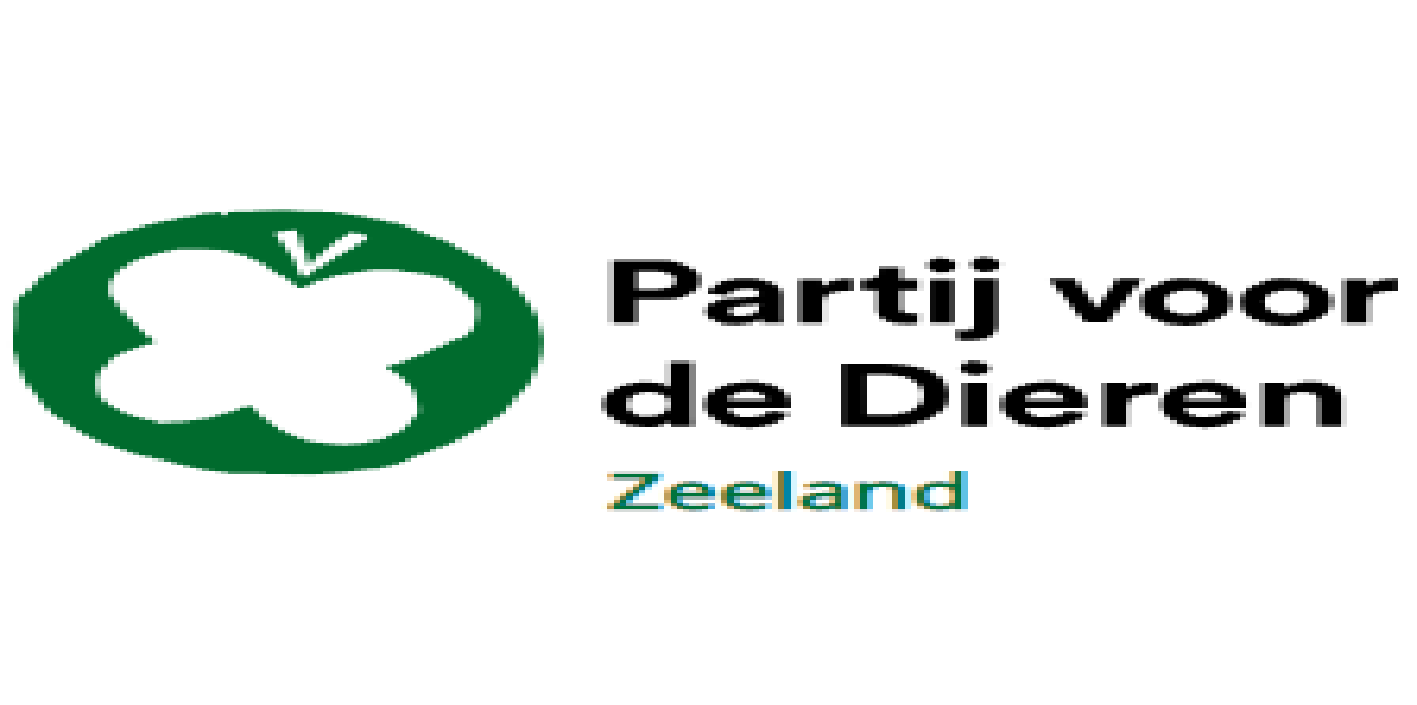 Partij voor
de Dieren
Zeeland